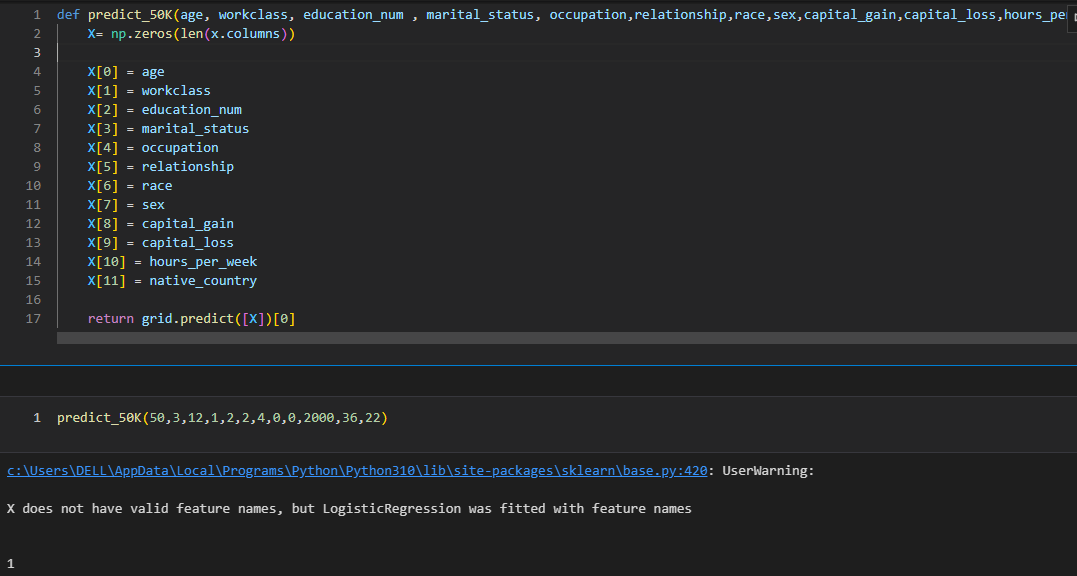 1 def predict_50K(age, workclass, education_num , marital_status, occupation,relationship,race,sex,capital_gain,capital_loss,hours_pe
2 X= np.zeros(len(x.columns))
3
4 X[0] = age
5 X[1] = workclass
6 X[2] = education_num
7 X[3] = marital_status
8 X[4] = occupation
9 X[5] = relationship
10 X[6] = race
11 X[7] = sex
12 X[8] = capital_gain
13 X[9] = capital_loss
14 X[10] = hours_per_week
15 X[11] = native_country
16
17 return grid.predict([X])[0]
1 predict_50K(50,3,12,1,2,2,4,0,0,2000,36,22)
c:\Users\DELL\AppData\Local\Programs\Python\Python310\lib\site-packages\sklearn\base.py:420: UserWarning:
X does not have valid feature names, but LogisticRegression was fitted with feature names
1